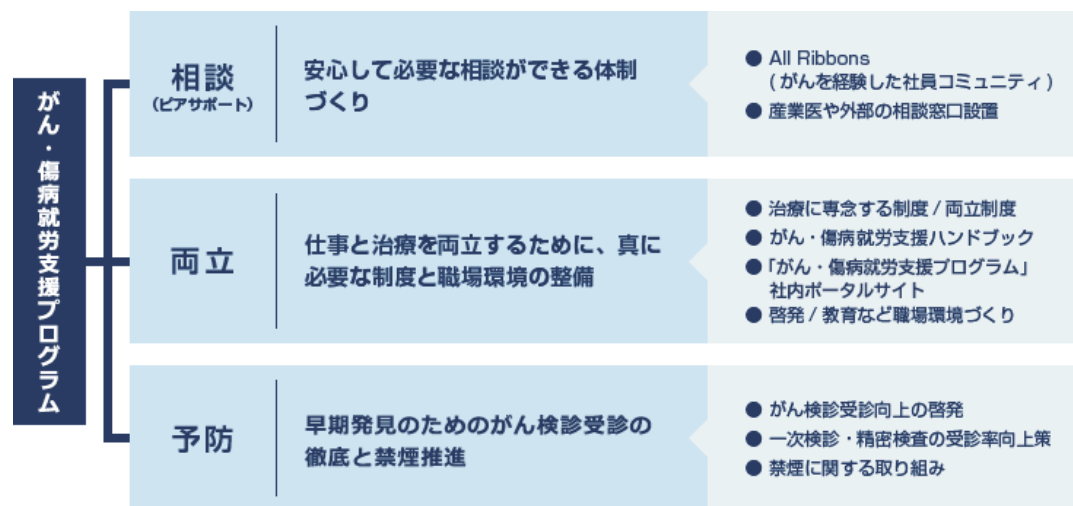 がん・傷病就労支援プログラム
相談
（ピアサポート）
安心して必要な相談ができる体制
づくり
● All Ribbons
( がんを経験した社員コミュニティ )
● 産業医や外部の相談窓口設置
両立
仕事と治療を両立するために、真に
必要な制度と職場環境の整備
● 治療に専念する制度 / 両立制度
● がん・傷病就労支援ハンドブック
● 「がん・傷病就労支援プログラム」
社内ポータルサイト
● 啓発 / 教育など職場環境づくり
予防
早期発見のためのがん検診受診の
徹底と禁煙推進
● がん検診受診向上の啓発
● 一次検診・精密検査の受診率向上策
● 禁煙に関する取り組み